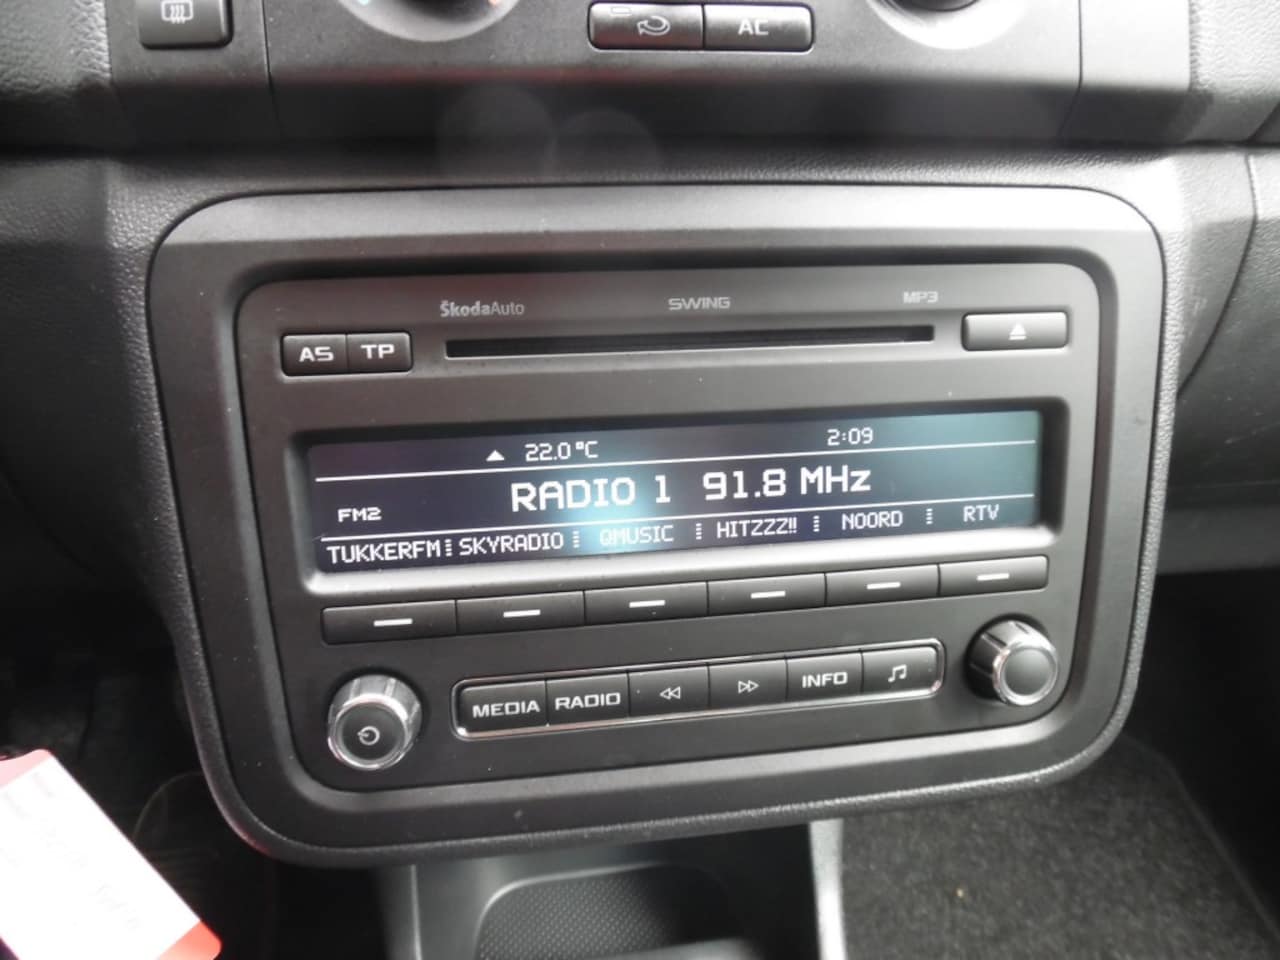 AC
ŠkodaAuto SWING MP3
AS TP
22.0°C 2:09
RADIO 1 91.8 MHz
FM2
TUKKERFM SKYRADIO QMUSIC HITZZZ!! NOORD RTV
MEDIA RADIO INFO